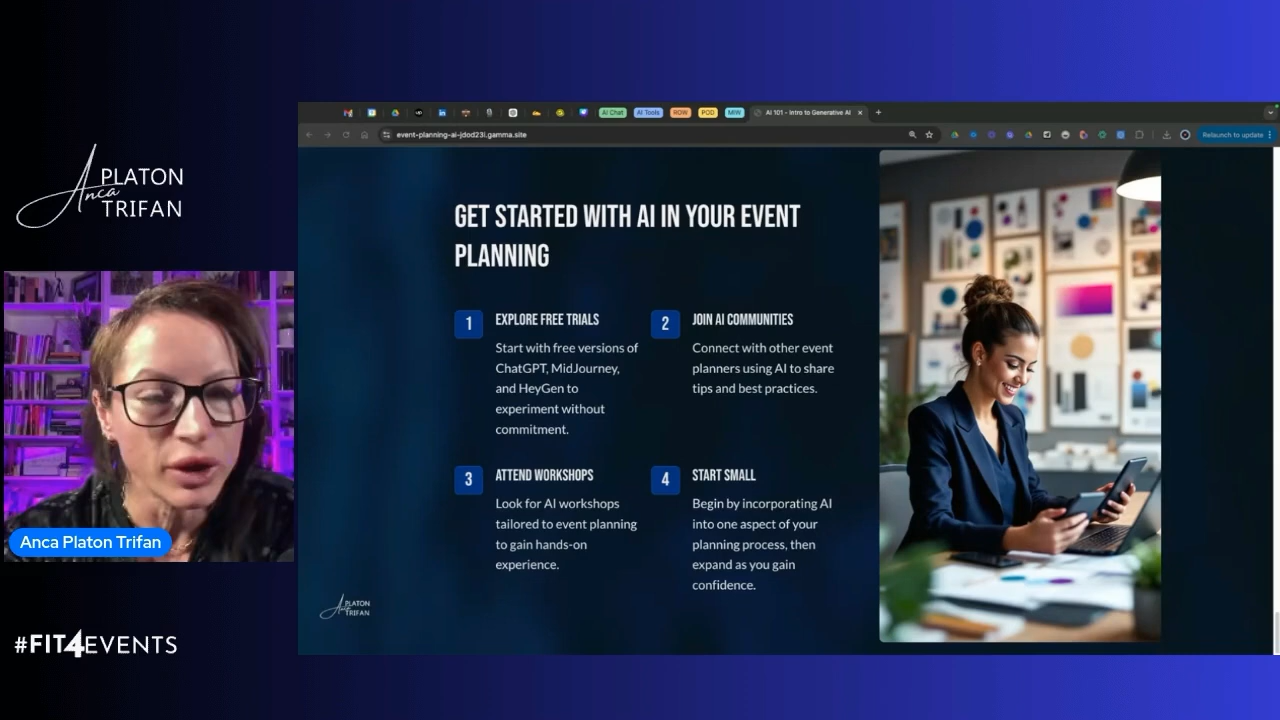 Anca
PLATON
TRIFAN
Anca Platon Trifan
#FIT4EVENTS
AI Chat
AI Tools
ROW
POD
MIW
AI 101 - Intro to Generative AI
event-planning-ai-jdod23i.gamma.site
Relaunch to update
GET STARTED WITH AI IN YOUR EVENT
PLANNING
1
EXPLORE FREE TRIALS
Start with free versions of
ChatGPT, MidJourney,
and HeyGen to
experiment without
commitment.
2
JOIN AI COMMUNITIES
Connect with other event
planners using AI to share
tips and best practices.
3
ATTEND WORKSHOPS
Look for AI workshops
tailored to event planning
to gain hands-on
experience.
4
START SMALL
Begin by incorporating AI
into one aspect of your
planning process, then
expand as you gain
confidence.
Anca
PLATON
TRIFAN